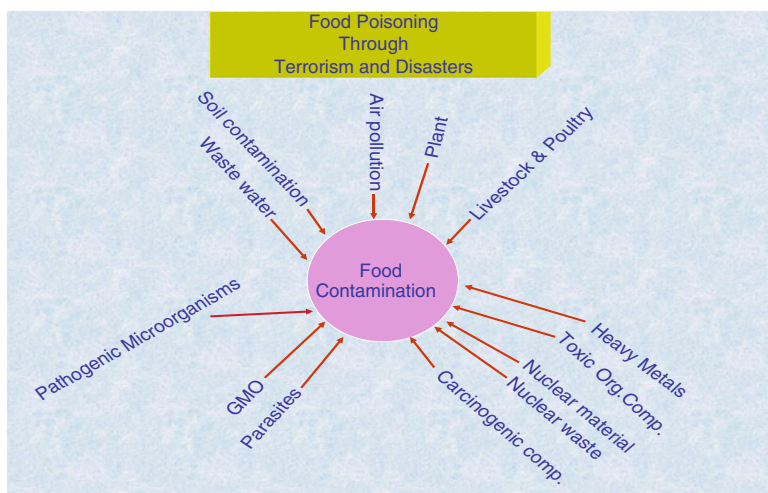 Food Poisoning
Through
Terrorism and Disasters
Soil contamination
Waste water
Air pollution
Plant
Livestock & Poultry
Food
Contamination
Pathogenic Microorganisms
GMO
Parasites
Heavy Metals
Toxic Org.Comp.
Nuclear material
Nuclear waste
Carcinogenic comp.